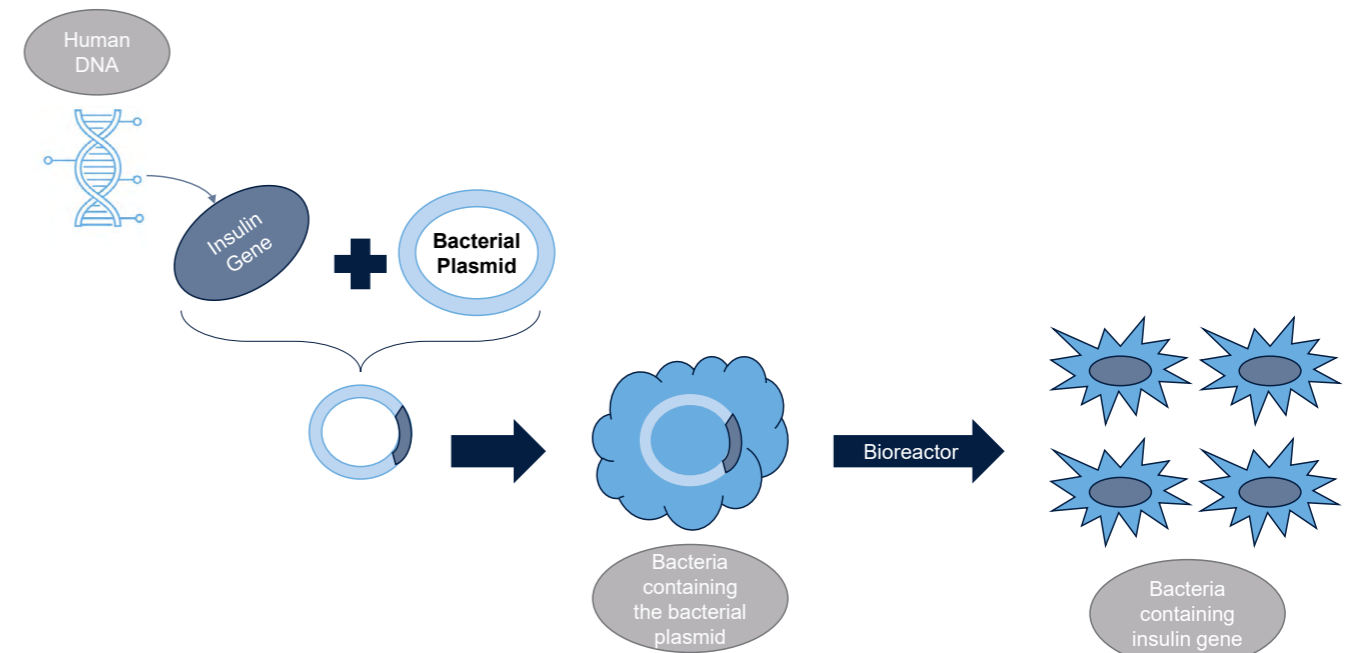 Human
DNA
Insulin
Gene
Bacterial
Plasmid
Bioreactor
Bacteria
containing
the bacterial
plasmid
Bacteria
containing
insulin gene